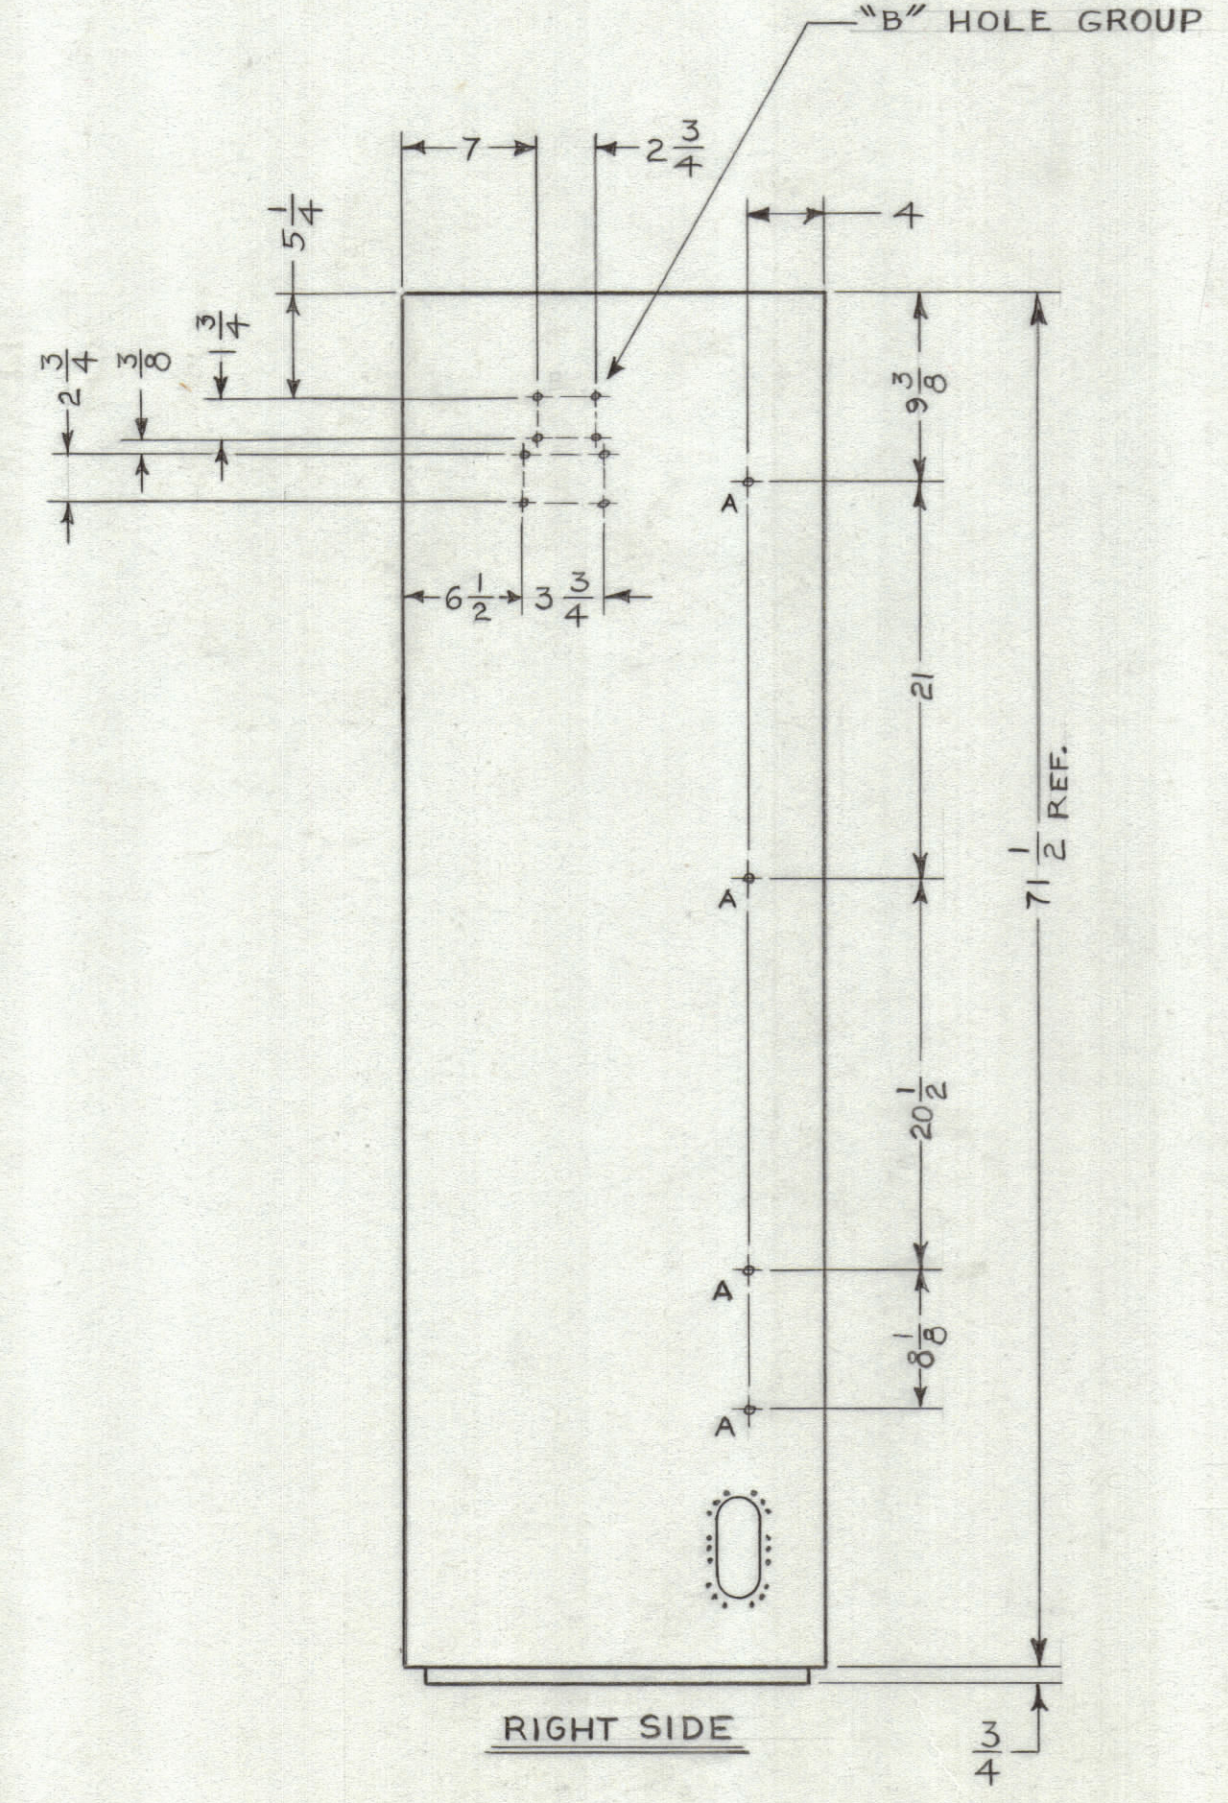 "B" HOLE GROUP
7
2 3/4
4
5 1/4
1 3/4
3/8
2 3/4
9 3/8
A
6 1/2
3 3/4
21
71 1/2 REF.
A
20 1/2
A
8 1/8
A
RIGHT SIDE
3/4